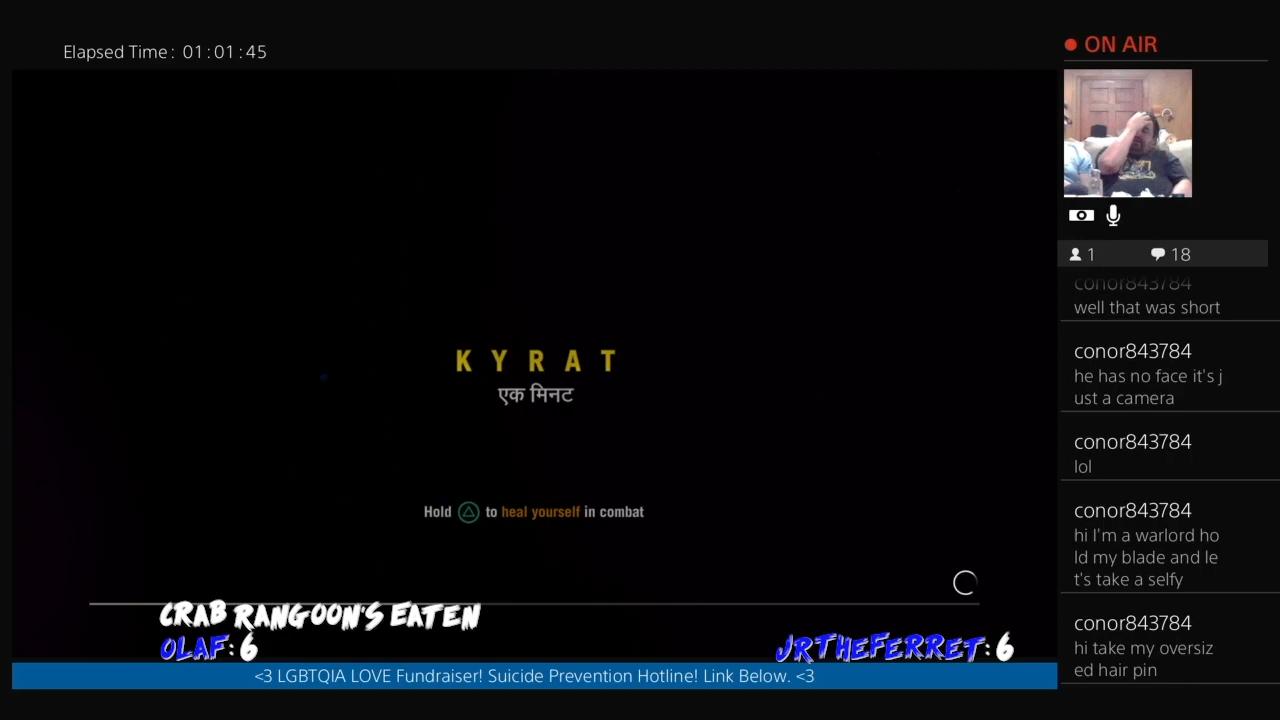 Elapsed Time: 01:01:45
ON AIR
1 18
conor843784
well that was short
conor843784
he has no face it's j
ust a camera
conor843784
lol
conor843784
hi I'm a warlord ho
ld my blade and le
t's take a selfy
conor843784
hi take my oversiz
ed hair pin
KYRAT
एक मिनट
Hold to heal yourself in combat
CRAB RANGOON'S EATEN
OLAF: 6
JRTHEFERRET: 6
<3 LGBTQIA LOVE Fundraiser! Suicide Prevention Hotline! Link Below. <3